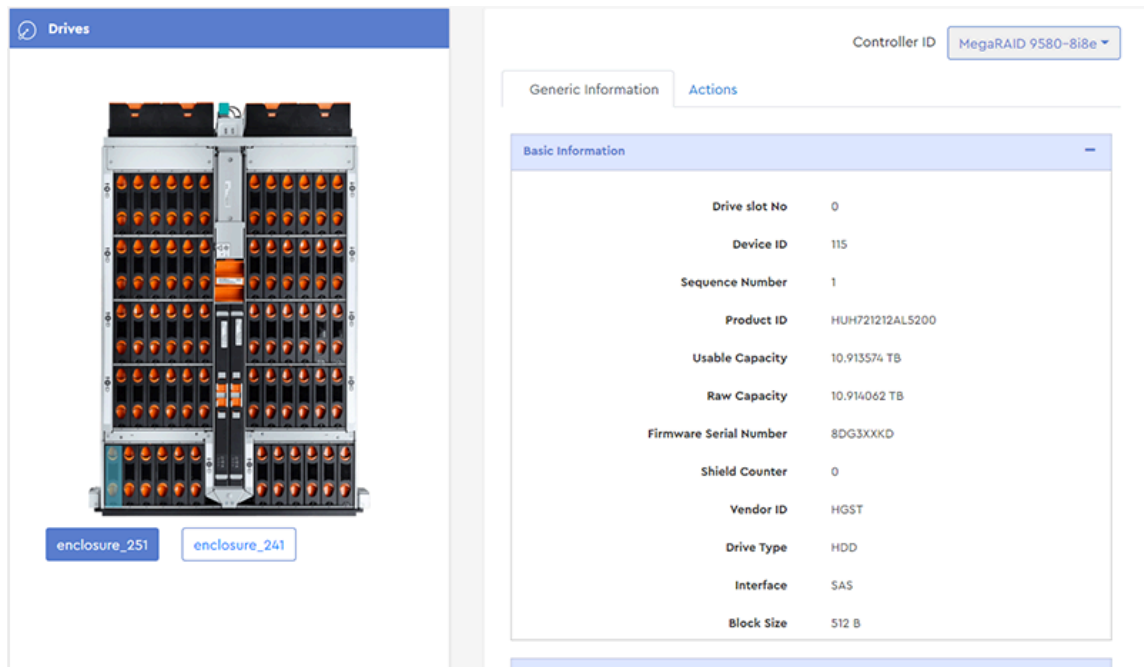 Drives
enclosure_251
enclosure_241
Controller ID MegaRAID 9580-8i8e
Generic Information Actions
Basic Information
Drive slot No 0
Device ID 115
Sequence Number 1
Product ID HUH721212AL5200
Usable Capacity 10.913574 TB
Raw Capacity 10.914062 TB
Firmware Serial Number 8DG3XXKD
Shield Counter 0
Vendor ID HGST
Drive Type HDD
Interface SAS
Block Size 512 B